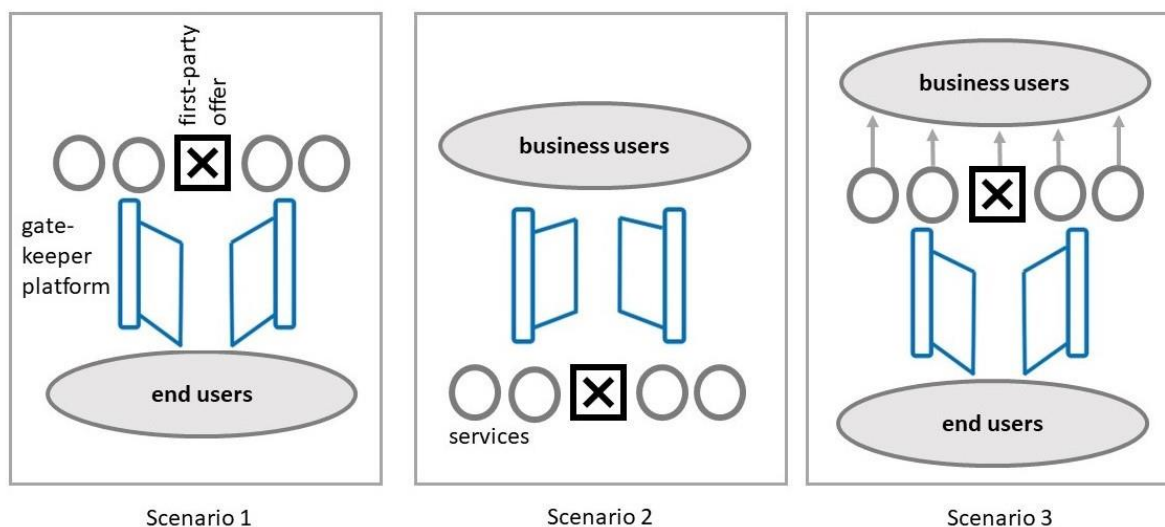 first-party
offer
gate-
keeper
platform
end users
Scenario 1
business users
services
Scenario 2
business users
end users
Scenario 3